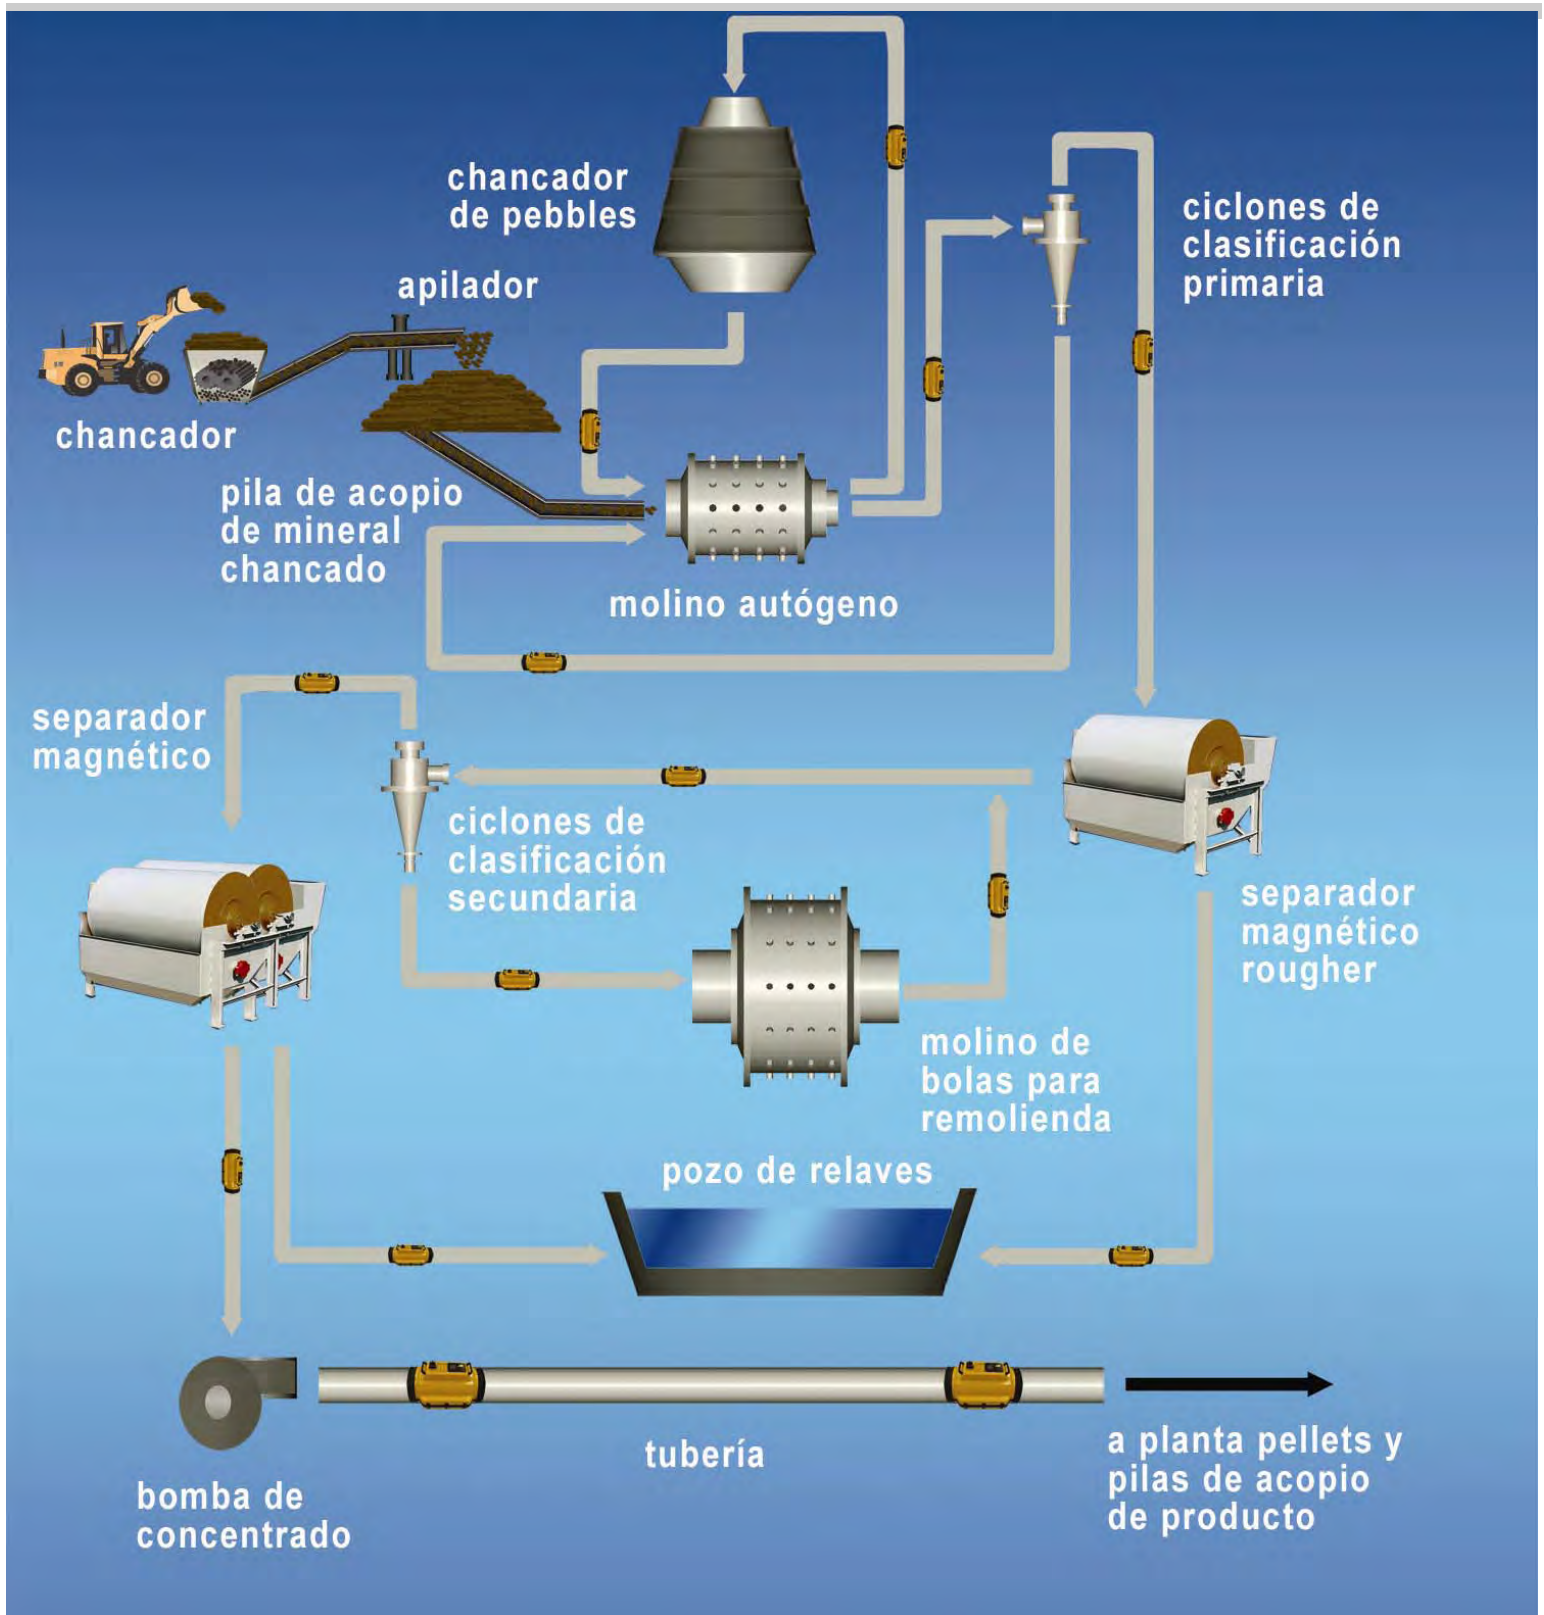 chancador
de pebbles
ciclones de
clasificación
primaria
apilador
chancador
pila de acopio
de mineral
chancado
molino autógeno
separador
magnético
ciclones de
clasificación
secundaria
separador
magnético
rougher
molino de
bolas para
remolienda
pozo de relaves
tubería
a planta pellets y
pilas de acopio
de producto
bomba de
concentrado